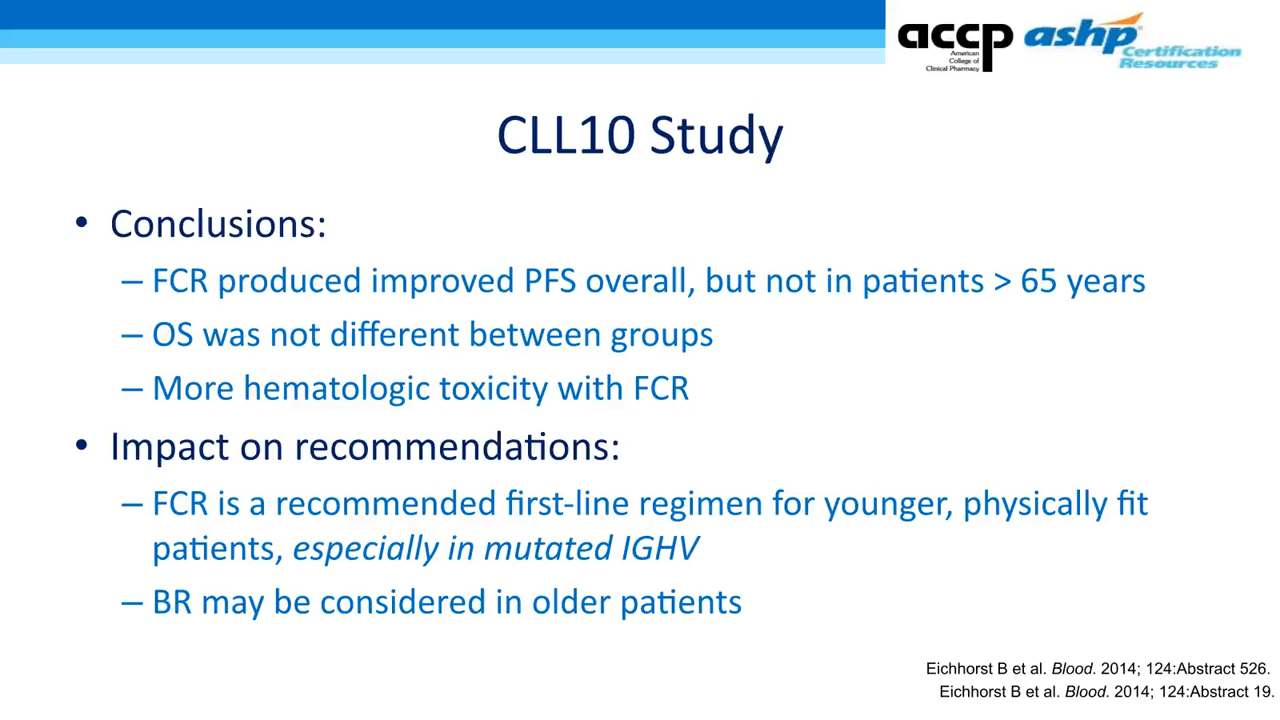 accp
American
College of
Clinical Pharmacy
ashp®
Certification
Resources
CLL10 Study
• Conclusions:
– FCR produced improved PFS overall, but not in patients > 65 years
– OS was not different between groups
– More hematologic toxicity with FCR
• Impact on recommendations:
– FCR is a recommended first-line regimen for younger, physically fit
patients, especially in mutated IGHV
– BR may be considered in older patients
Eichhorst B et al. Blood. 2014; 124:Abstract 526.
Eichhorst B et al. Blood. 2014; 124:Abstract 19.